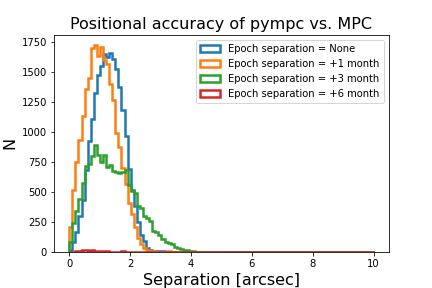 Positional accuracy of pympc vs. MPC
1750
1500
1250
1000
750
500
250
0
N
Epoch separation = None
Epoch separation = +1 month
Epoch separation = +3 month
Epoch separation = +6 month
0 2 4 6 8 10
Separation [arcsec]